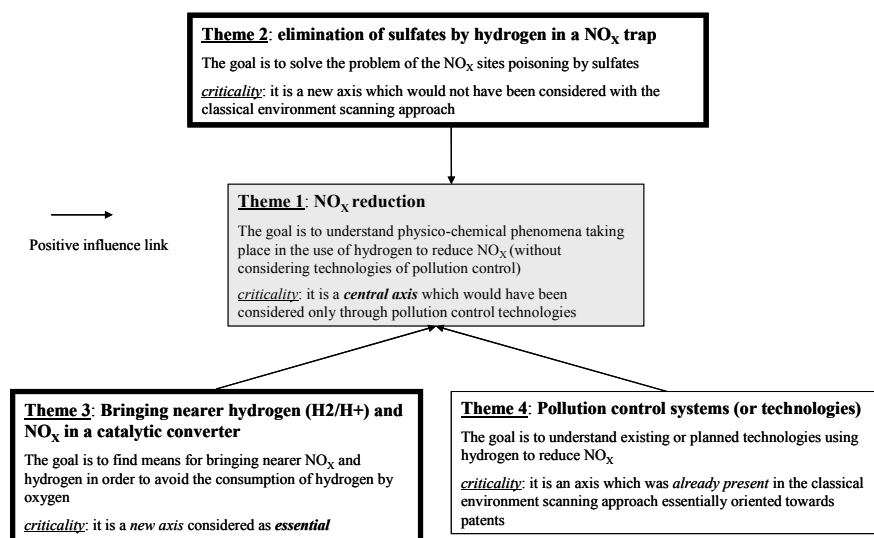 Theme 2: elimination of sulfates by hydrogen in a NOX trap
The goal is to solve the problem of the NOX sites poisoning by sulfates
criticality: it is a new axis which would not have been considered with the
classical environment scanning approach
Theme 1: NOX reduction
The goal is to understand physico-chemical phenomena taking
place in the use of hydrogen to reduce NOX (without
considering technologies of pollution control)
criticality: it is a central axis which would have been
considered only through pollution control technologies
Positive influence link
Theme 3: Bringing nearer hydrogen (H2/H+) and
NOX in a catalytic converter
The goal is to find means for bringing nearer NOX and
hydrogen in order to avoid the consumption of hydrogen by
oxygen
criticality: it is a new axis considered as essential
Theme 4: Pollution control systems (or technologies)
The goal is to understand existing or planned technologies using
hydrogen to reduce NOX
criticality: it is an axis which was already present in the classical
environment scanning approach essentially oriented towards
patents